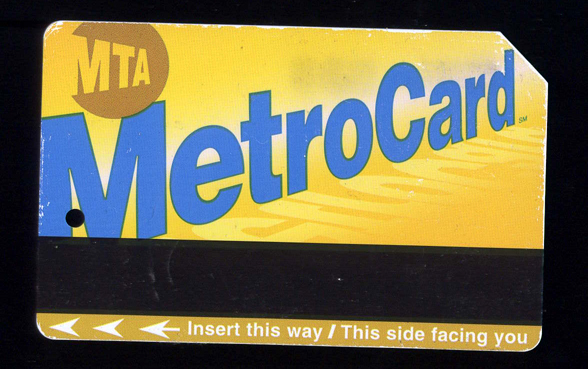 MTA
MetroCard SM
Insert this way / This side facing you